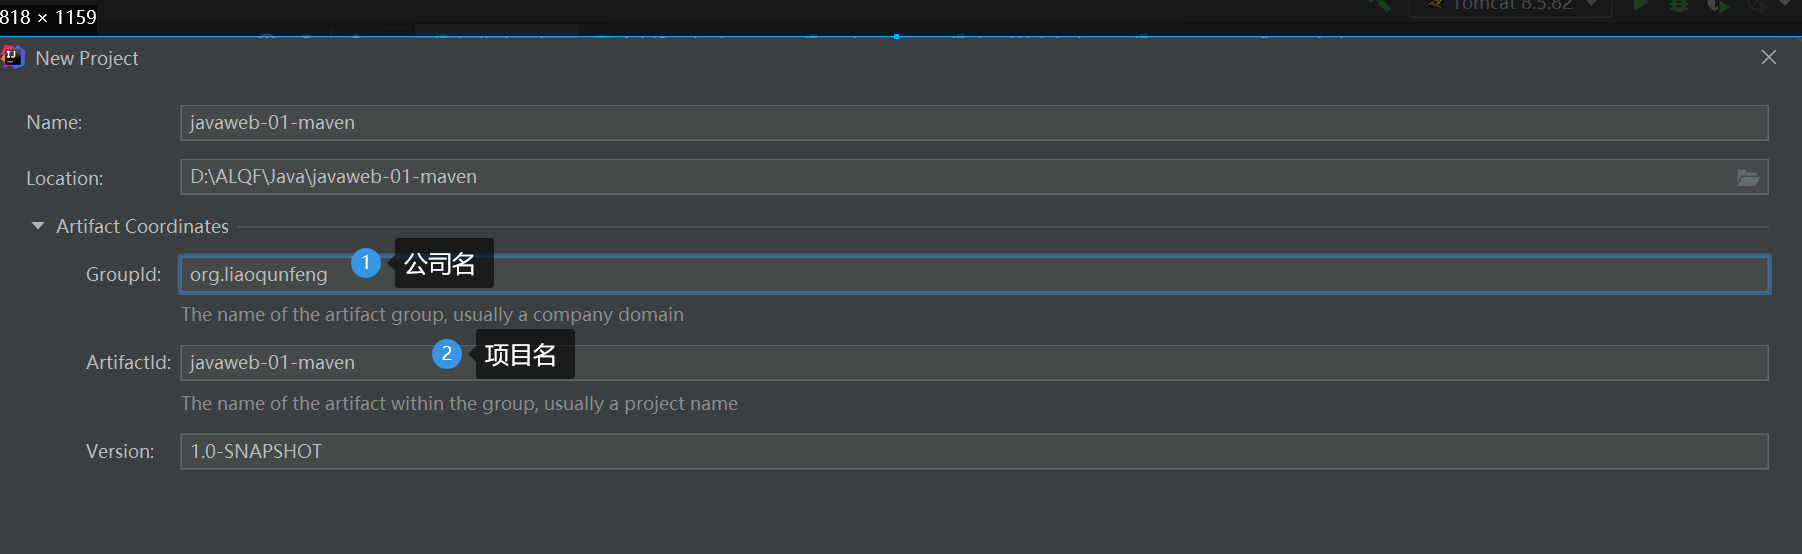 818 × 1159
Tomcat 8.5.82
New Project
Name:
javaweb-01-maven
Location:
D:\ALQF\Java\javaweb-01-maven
Artifact Coordinates
1 公司名
GroupId:
org.liaoqunfeng
The name of the artifact group, usually a company domain
2 项目名
ArtifactId:
javaweb-01-maven
The name of the artifact within the group, usually a project name
Version:
1.0-SNAPSHOT